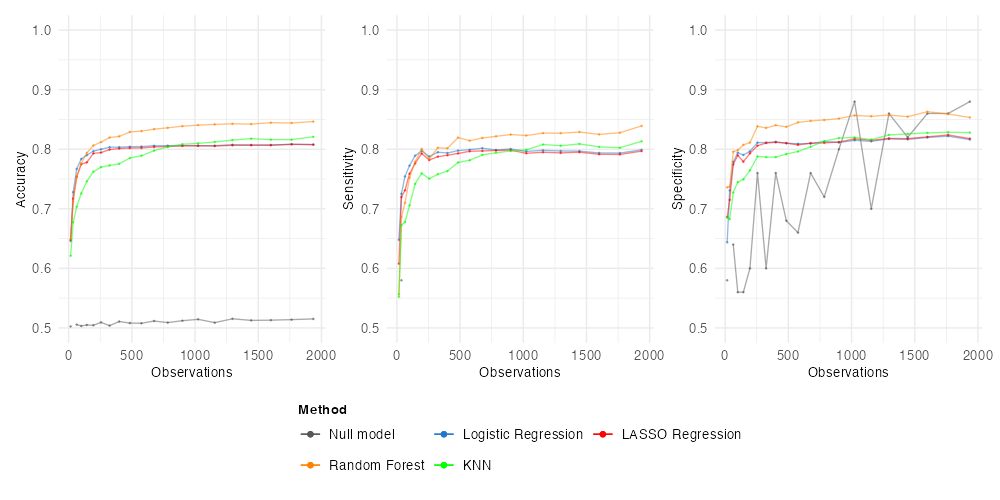 1.0
0.9
0.8
0.7
0.6
0.5
Accuracy
0 500 1000 1500 2000
Observations
1.0
0.9
0.8
0.7
0.6
0.5
Sensitivity
0 500 1000 1500 2000
Observations
1.0
0.9
0.8
0.7
0.6
0.5
Specificity
0 500 1000 1500 2000
Observations
Method
Null model Logistic Regression LASSO Regression
Random Forest KNN